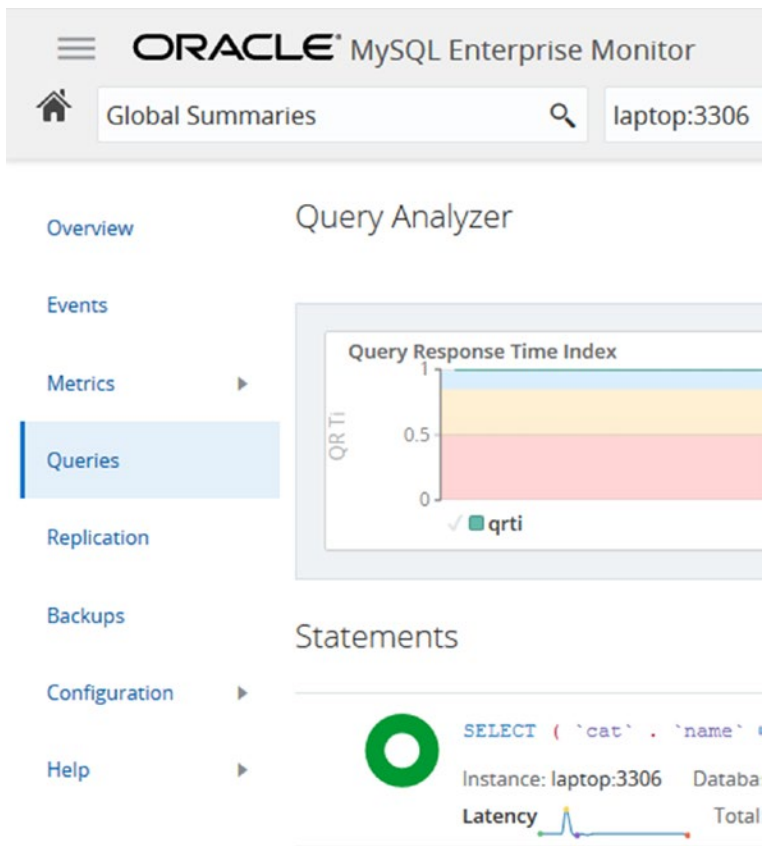 ORACLE MySQL Enterprise Monitor
Global Summaries
laptop:3306
Overview
Events
Metrics
Queries
Replication
Backups
Configuration
Help
Query Analyzer
Query Response Time Index
QR Ti
1
0.5
0
qrti
Statements
SELECT ( `cat` . `name`
Instance: laptop:3306
Latency
Total